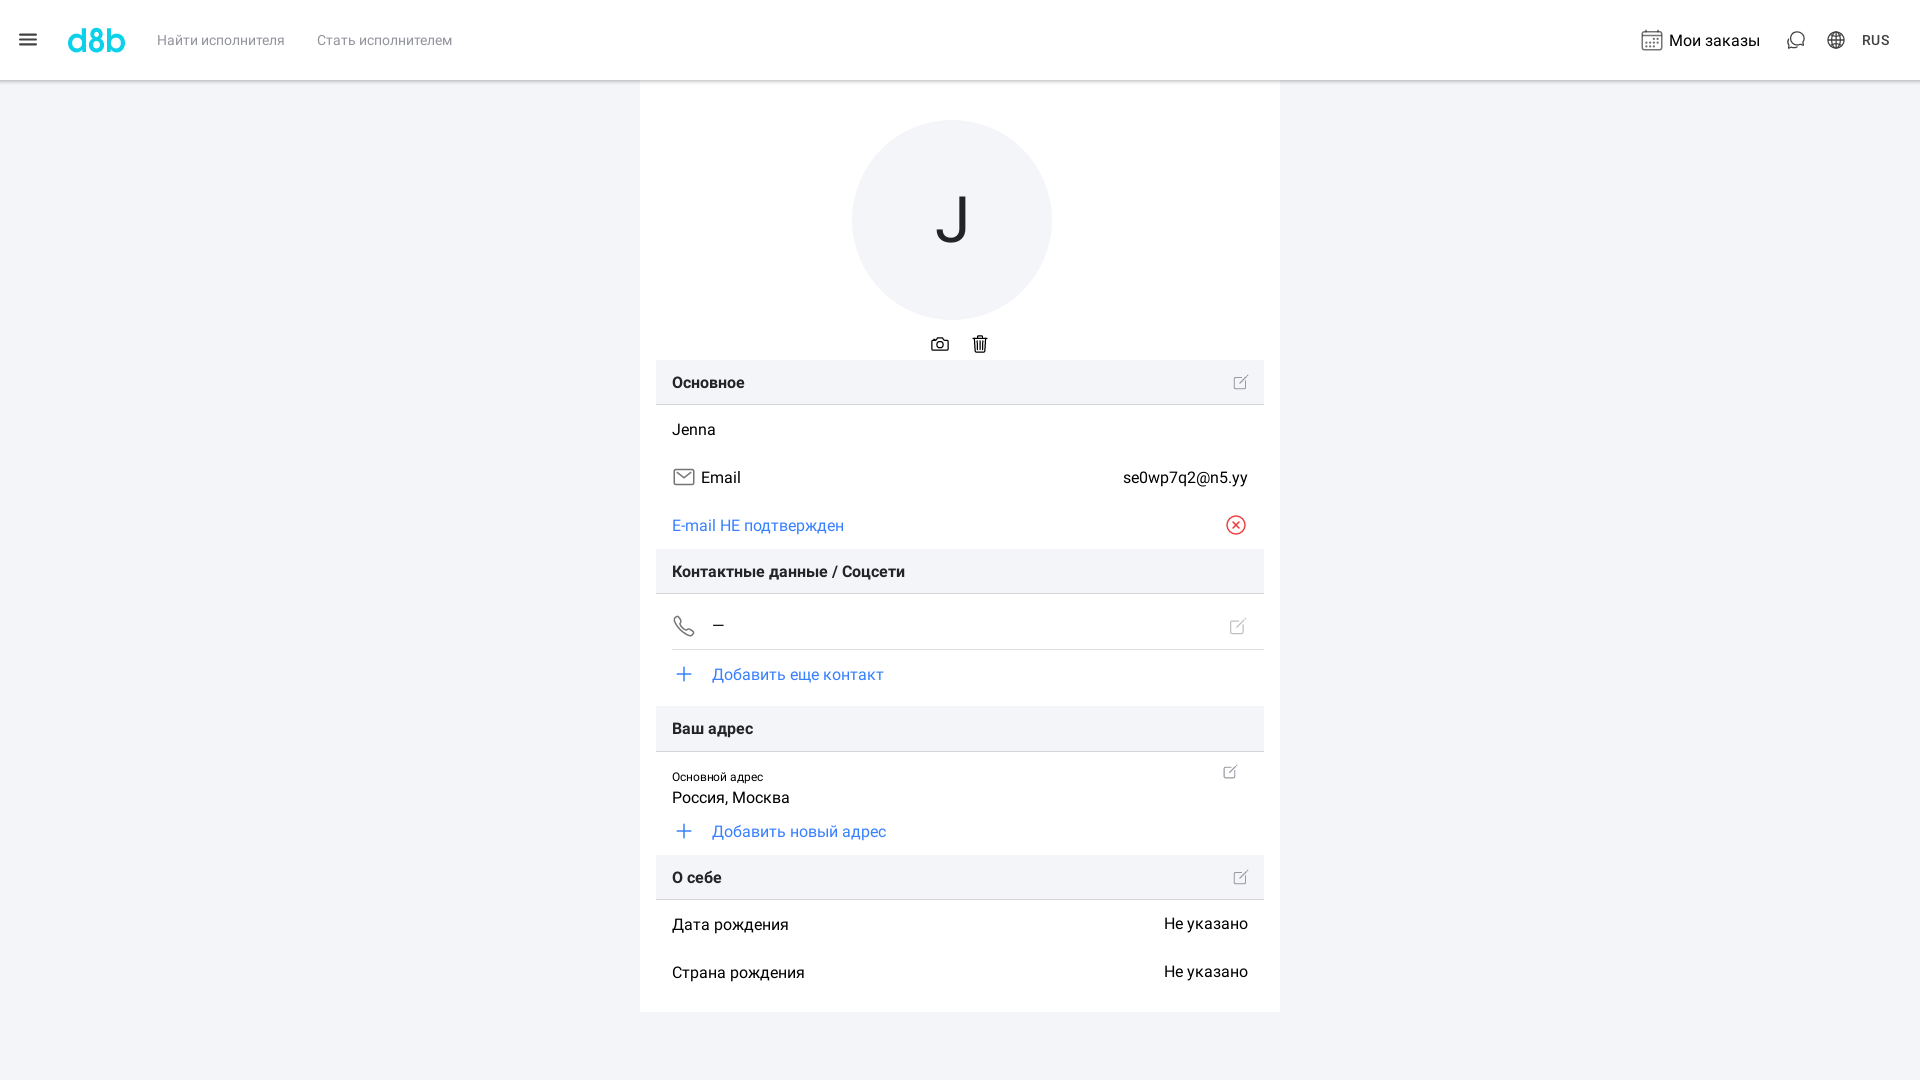 d8b
Найти исполнителя
Стать исполнителем
Мои заказы
RUS
J
Основное
Jenna
Email
se0wp7q2@n5.yy
E-mail НЕ подтвержден
Контактные данные / Соцсети
—
Добавить еще контакт
Ваш адрес
Основной адрес
Россия, Москва
Добавить новый адрес
О себе
Дата рождения
Не указано
Страна рождения
Не указано